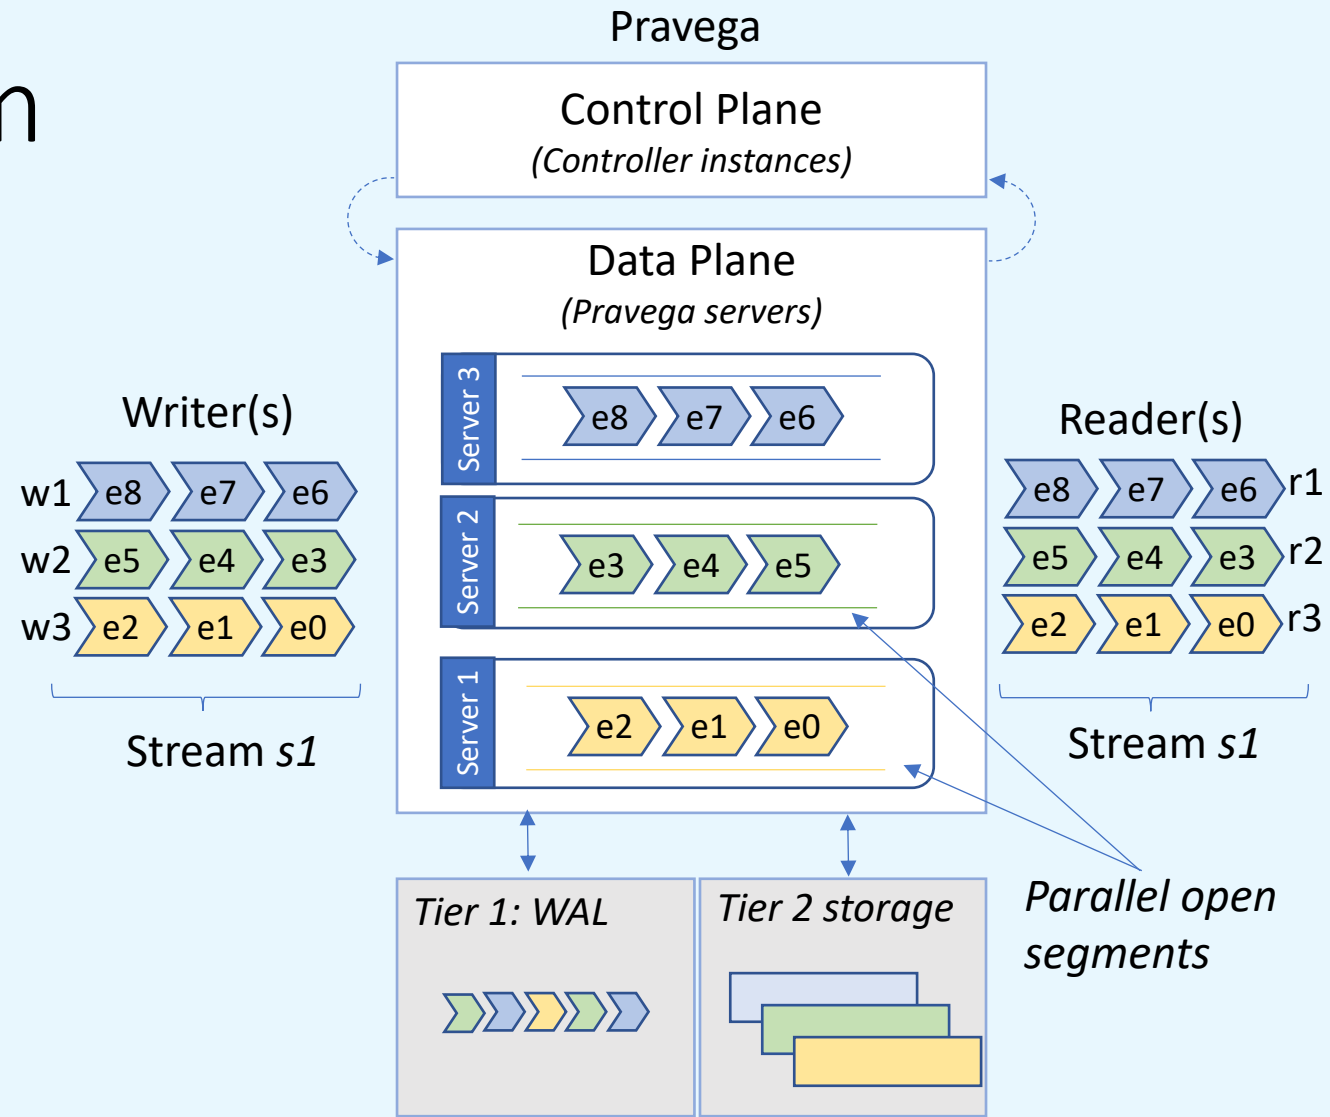 Pravega
m
Control Plane
(Controller instances)
Data Plane
(Pravega servers)
Server 3
e8 e7 e6
Server 2
e3 e4 e5
Server 1
e2 e1 e0
Writer(s)
w1 e8 e7 e6
w2 e5 e4 e3
w3 e2 e1 e0
Stream s1
Reader(s)
e8 e7 e6 r1
e5 e4 e3 r2
e2 e1 e0 r3
Stream s1
Parallel open
segments
Tier 1: WAL
Tier 2 storage